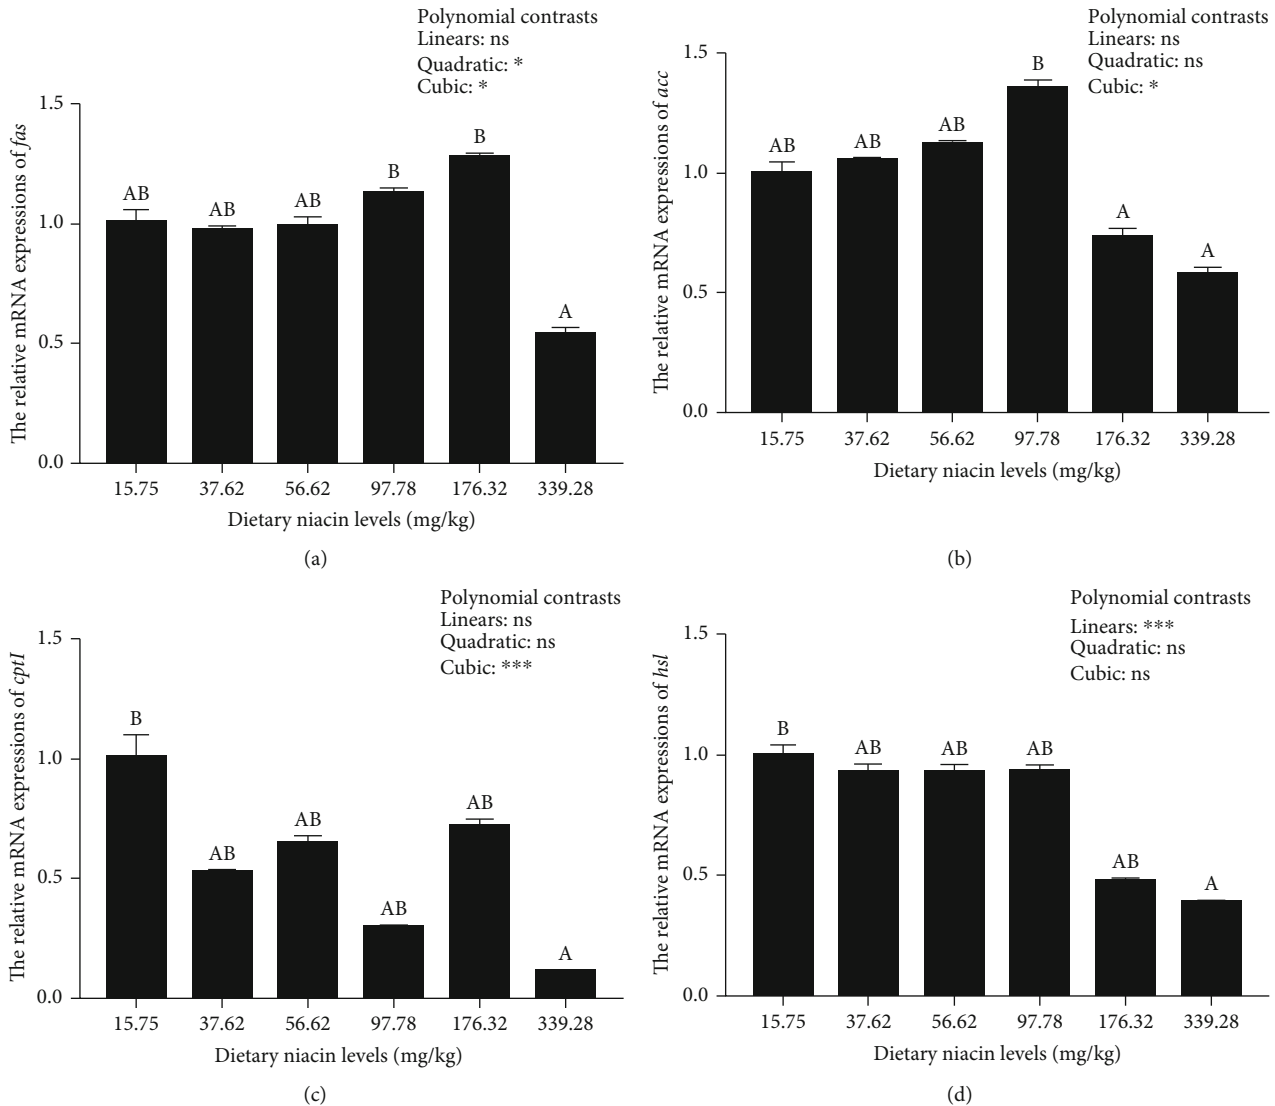 Polynomial contrasts
Linears: ns
Quadratic: *
Cubic: *
The relative mRNA expressions of fas
1.5
1.0
0.5
0.0
AB
AB
AB
B
B
A
15.75
37.62
56.62
97.78
176.32
339.28
Dietary niacin levels (mg/kg)
(a)
Polynomial contrasts
Linears: ns
Quadratic: ns
Cubic: *
The relative mRNA expressions of acc
1.5
1.0
0.5
0.0
AB
AB
AB
B
A
A
15.75
37.62
56.62
97.78
176.32
339.28
Dietary niacin levels (mg/kg)
(b)
Polynomial contrasts
Linears: ns
Quadratic: ns
Cubic: ***
The relative mRNA expressions of cptI
1.5
1.0
0.5
0.0
B
AB
AB
AB
AB
A
15.75
37.62
56.62
97.78
176.32
339.28
Dietary niacin levels (mg/kg)
(c)
Polynomial contrasts
Linears: ***
Quadratic: ns
Cubic: ns
The relative mRNA expressions of hsl
1.5
1.0
0.5
0.0
B
AB
AB
AB
AB
A
15.75
37.62
56.62
97.78
176.32
339.28
Dietary niacin levels (mg/kg)
(d)